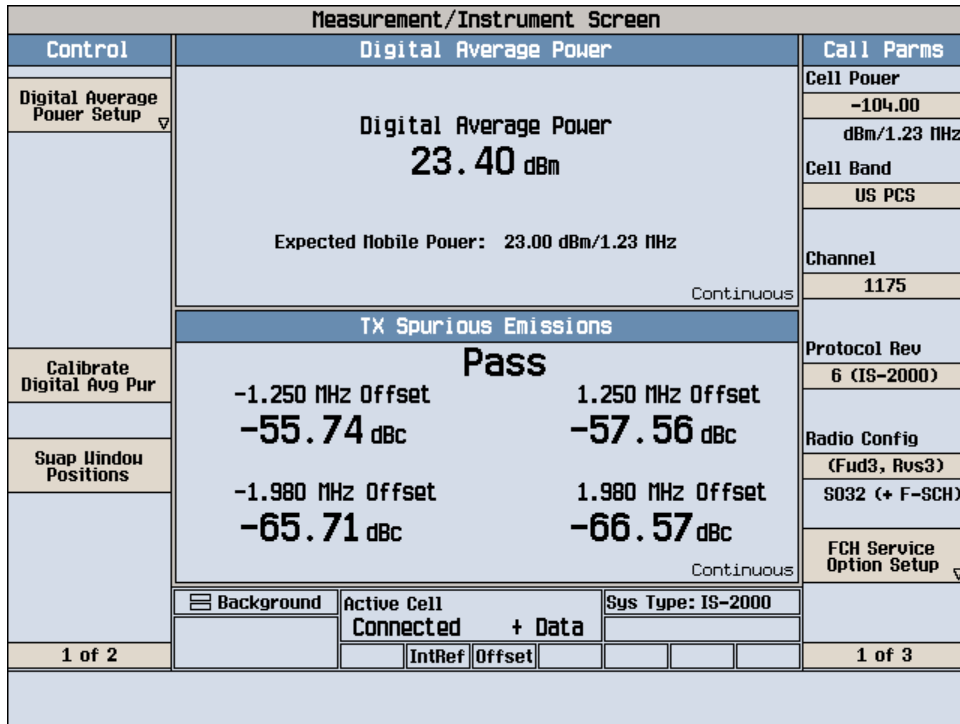 Measurement/Instrument Screen
Control
Digital Average
Power Setup
Calibrate
Digital Avg Pwr
Swap Window
Positions
1 of 2
Digital Average Power
Digital Average Power
23.40 dBm
Expected Mobile Power: 23.00 dBm/1.23 MHz
Continuous
TX Spurious Emissions
Pass
-1.250 MHz Offset
1.250 MHz Offset
-55.74 dBc
-57.56 dBc
-1.980 MHz Offset
1.980 MHz Offset
-65.71 dBc
-66.57 dBc
Continuous
Background
Active Cell
Connected + Data
Sys Type: IS-2000
IntRef
Offset
Call Parms
Cell Power
-104.00
dBm/1.23 MHz
Cell Band
US PCS
Channel
1175
Protocol Rev
6 (IS-2000)
Radio Config
(Fwd3, Rvs3)
SO32 (+ F-SCH)
FCH Service
Option Setup
1 of 3